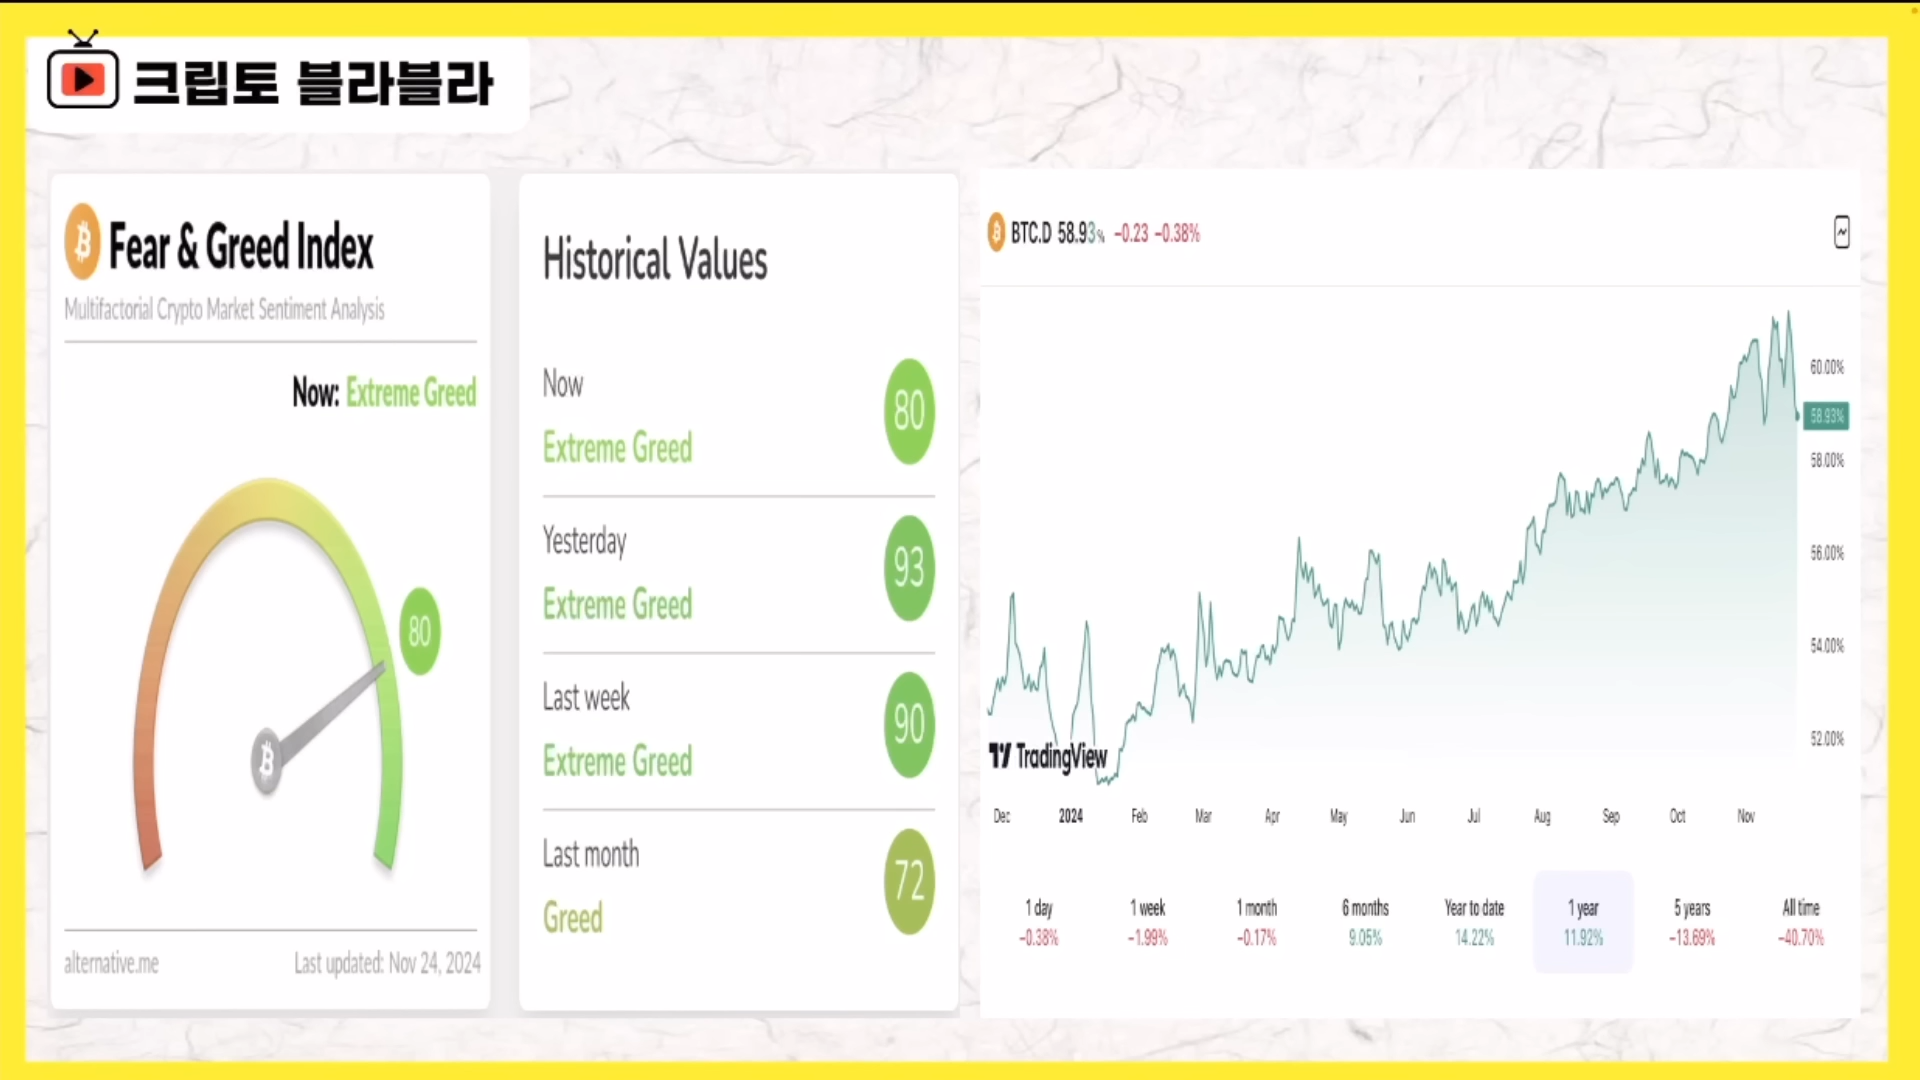 크립토 블라블라
Fear & Greed Index
Multifactorial Crypto Market Sentiment Analysis
Now: Extreme Greed
80
alternative.me
Last updated: Nov 24, 2024
Historical Values
Now
Extreme Greed
80
Yesterday
Extreme Greed
93
Last week
Extreme Greed
90
Last month
Greed
72
BTC.D 58.93% −0.23 −0.38%
60.00%
58.93%
58.00%
56.00%
54.00%
52.00%
TradingView
Dec 2024 Feb Mar Apr May Jun Jul Aug Sep Oct Nov
1 day 1 week 1 month 6 months Year to date 1 year 5 years All time
−0.38% −1.99% −0.17% 9.05% 14.22% 11.92% −13.69% −40.70%